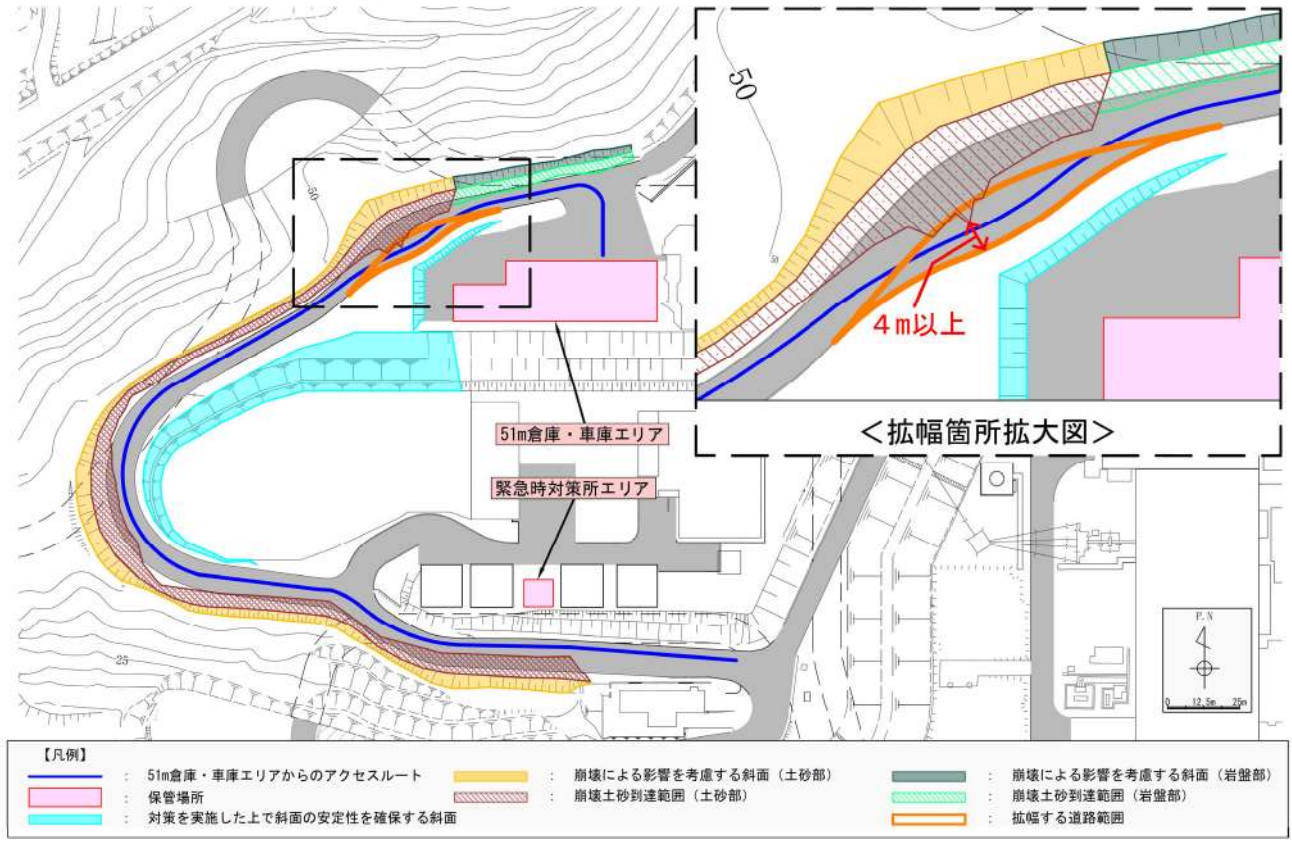 50
50
50
4m以上
<拡幅箇所拡大図>
51m倉庫・車庫エリア
緊急時対策所エリア
25
P.N
0 12.5m 25m
【凡例】
: 51m倉庫・車庫エリアからのアクセスルート
: 崩壊による影響を考慮する斜面(土砂部)
: 崩壊による影響を考慮する斜面(岩盤部)
: 保管場所
: 崩壊土砂到達範囲(土砂部)
: 崩壊土砂到達範囲(岩盤部)
: 対策を実施した上で斜面の安定性を確保する斜面
: 拡幅する道路範囲